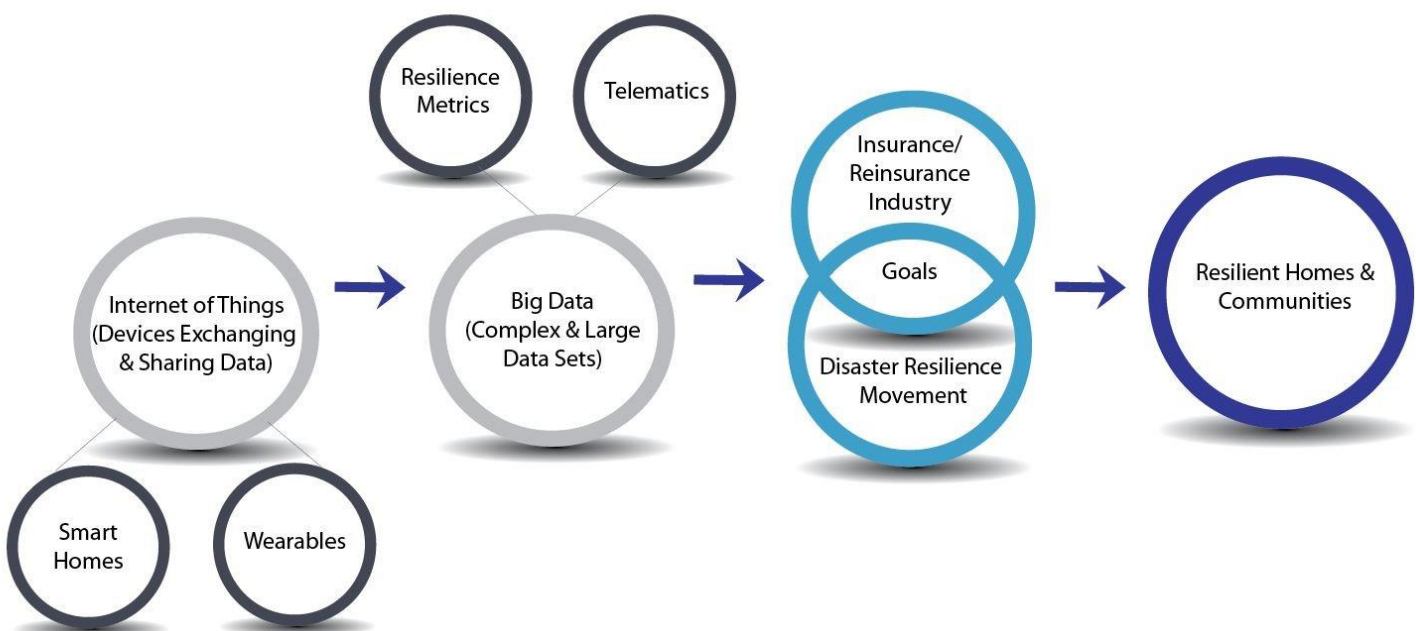 Resilience
Metrics
Telematics
Insurance/
Reinsurance
Industry
Goals
Disaster Resilience
Movement
Resilient Homes &
Communities
Internet of Things
(Devices Exchanging
& Sharing Data)
Big Data
(Complex & Large
Data Sets)
Smart
Homes
Wearables